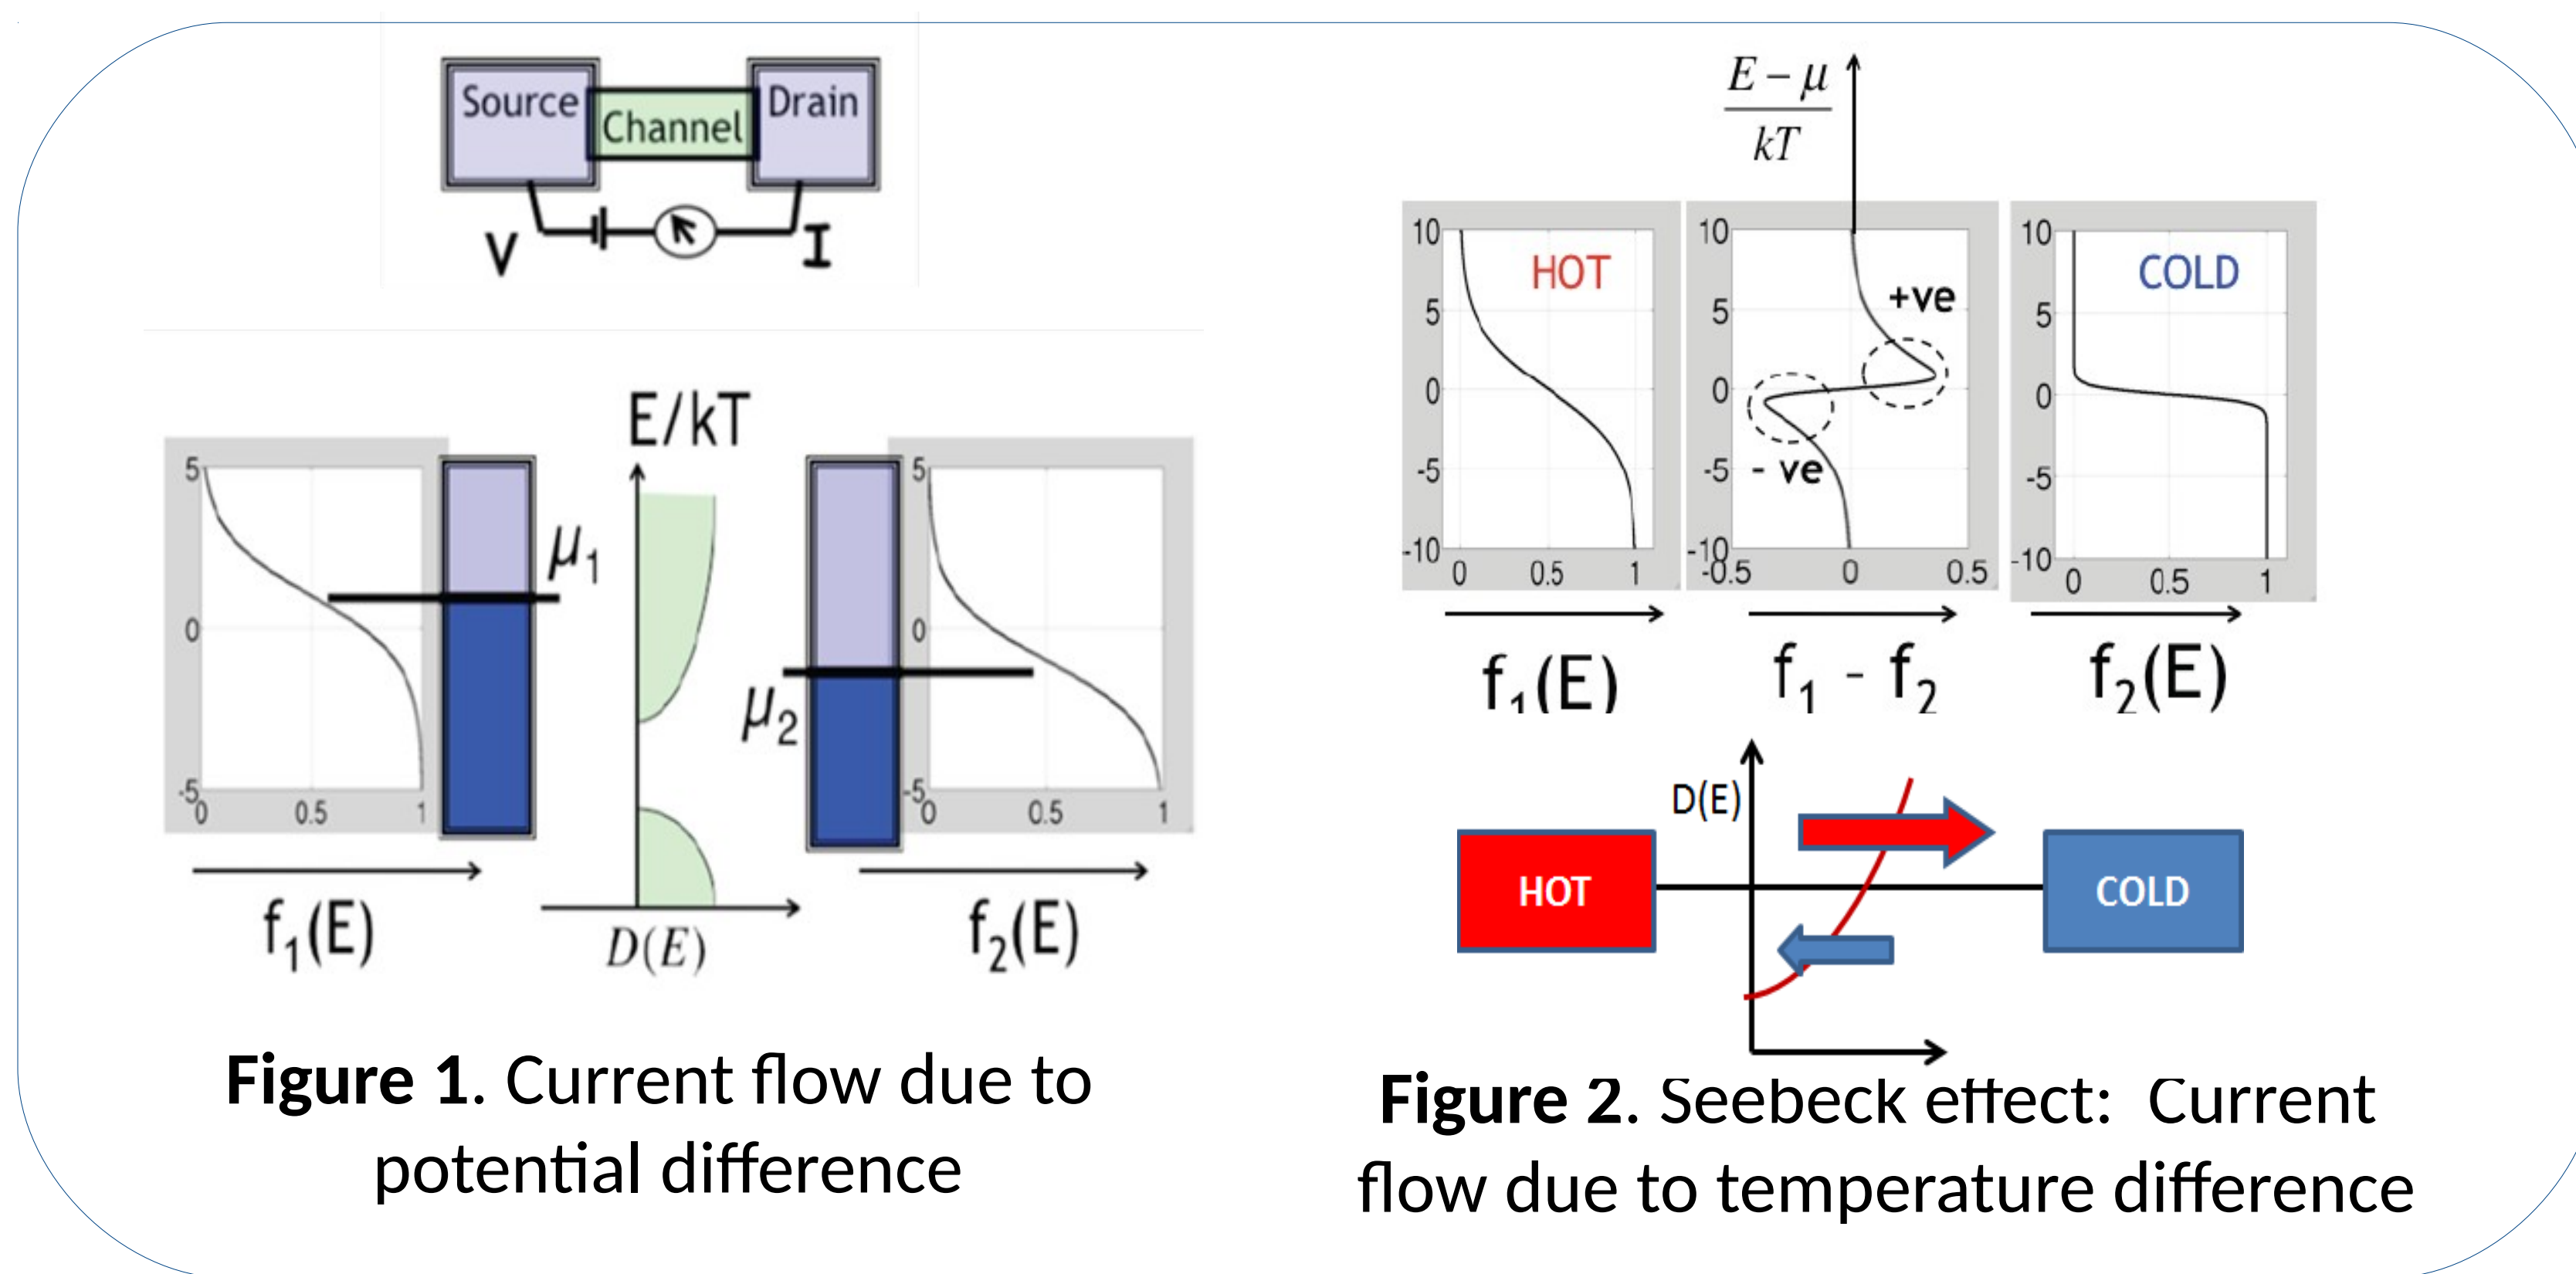 Source
Channel
Drain
V
I
E/kT
5
0
-5
0
0.5
1
μ1
μ2
5
0
-5
0
0.5
1
f1(E)
D(E)
f2(E)
Figure 1. Current flow due to
potential difference
E − μ
kT
10
5
0
-5
-10
0
0.5
1
HOT
10
5
0
-5
-10
-0.5
0
0.5
+ve
- ve
10
5
0
-5
-10
0
0.5
1
COLD
f1(E)
f1 - f2
f2(E)
D(E)
HOT
COLD
Figure 2. Seebeck effect: Current
flow due to temperature difference